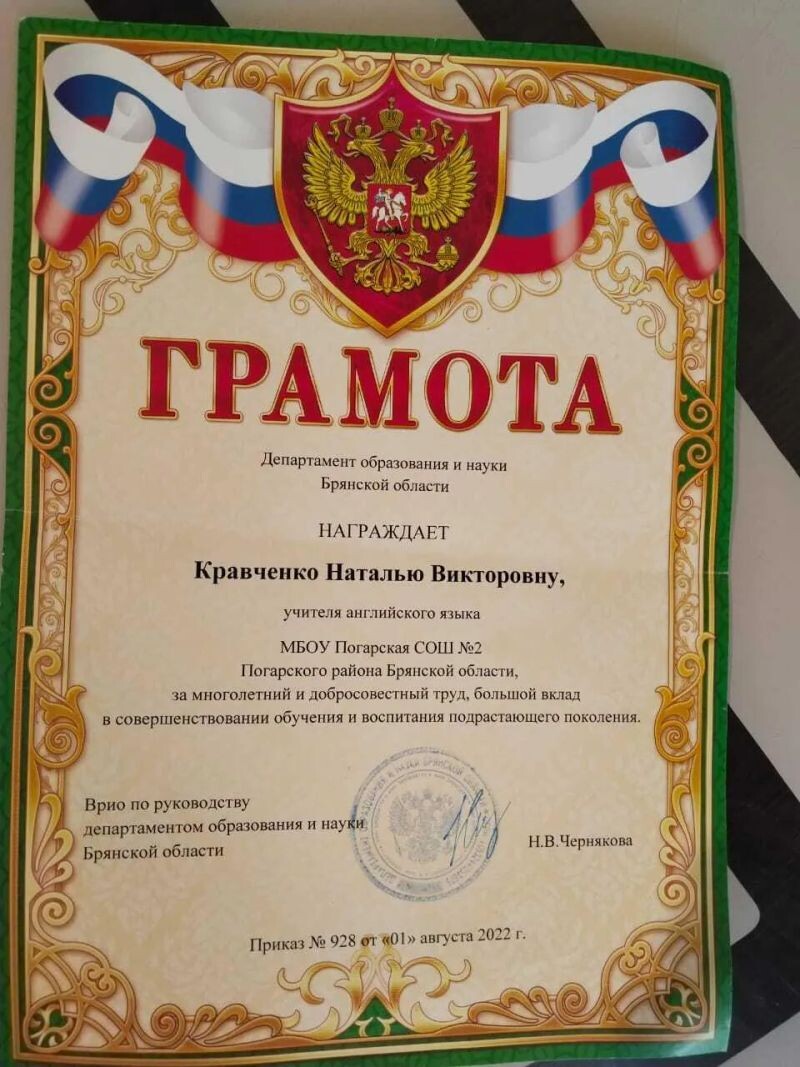 ГРАМОТА
Департамент образования и науки
Брянской области
НАГРАЖДАЕТ
Кравченко Наталью Викторовну,
учителя английского языка
МБОУ Погарская СОШ №2
Погарского района Брянской области,
за многолетний и добросовестный труд, большой вклад
в совершенствовании обучения и воспитания подрастающего поколения.
Врио по руководству
департаментом образования и науки
Брянской области
Н.В.Чернякова
Приказ № 928 от «01» августа 2022 г.